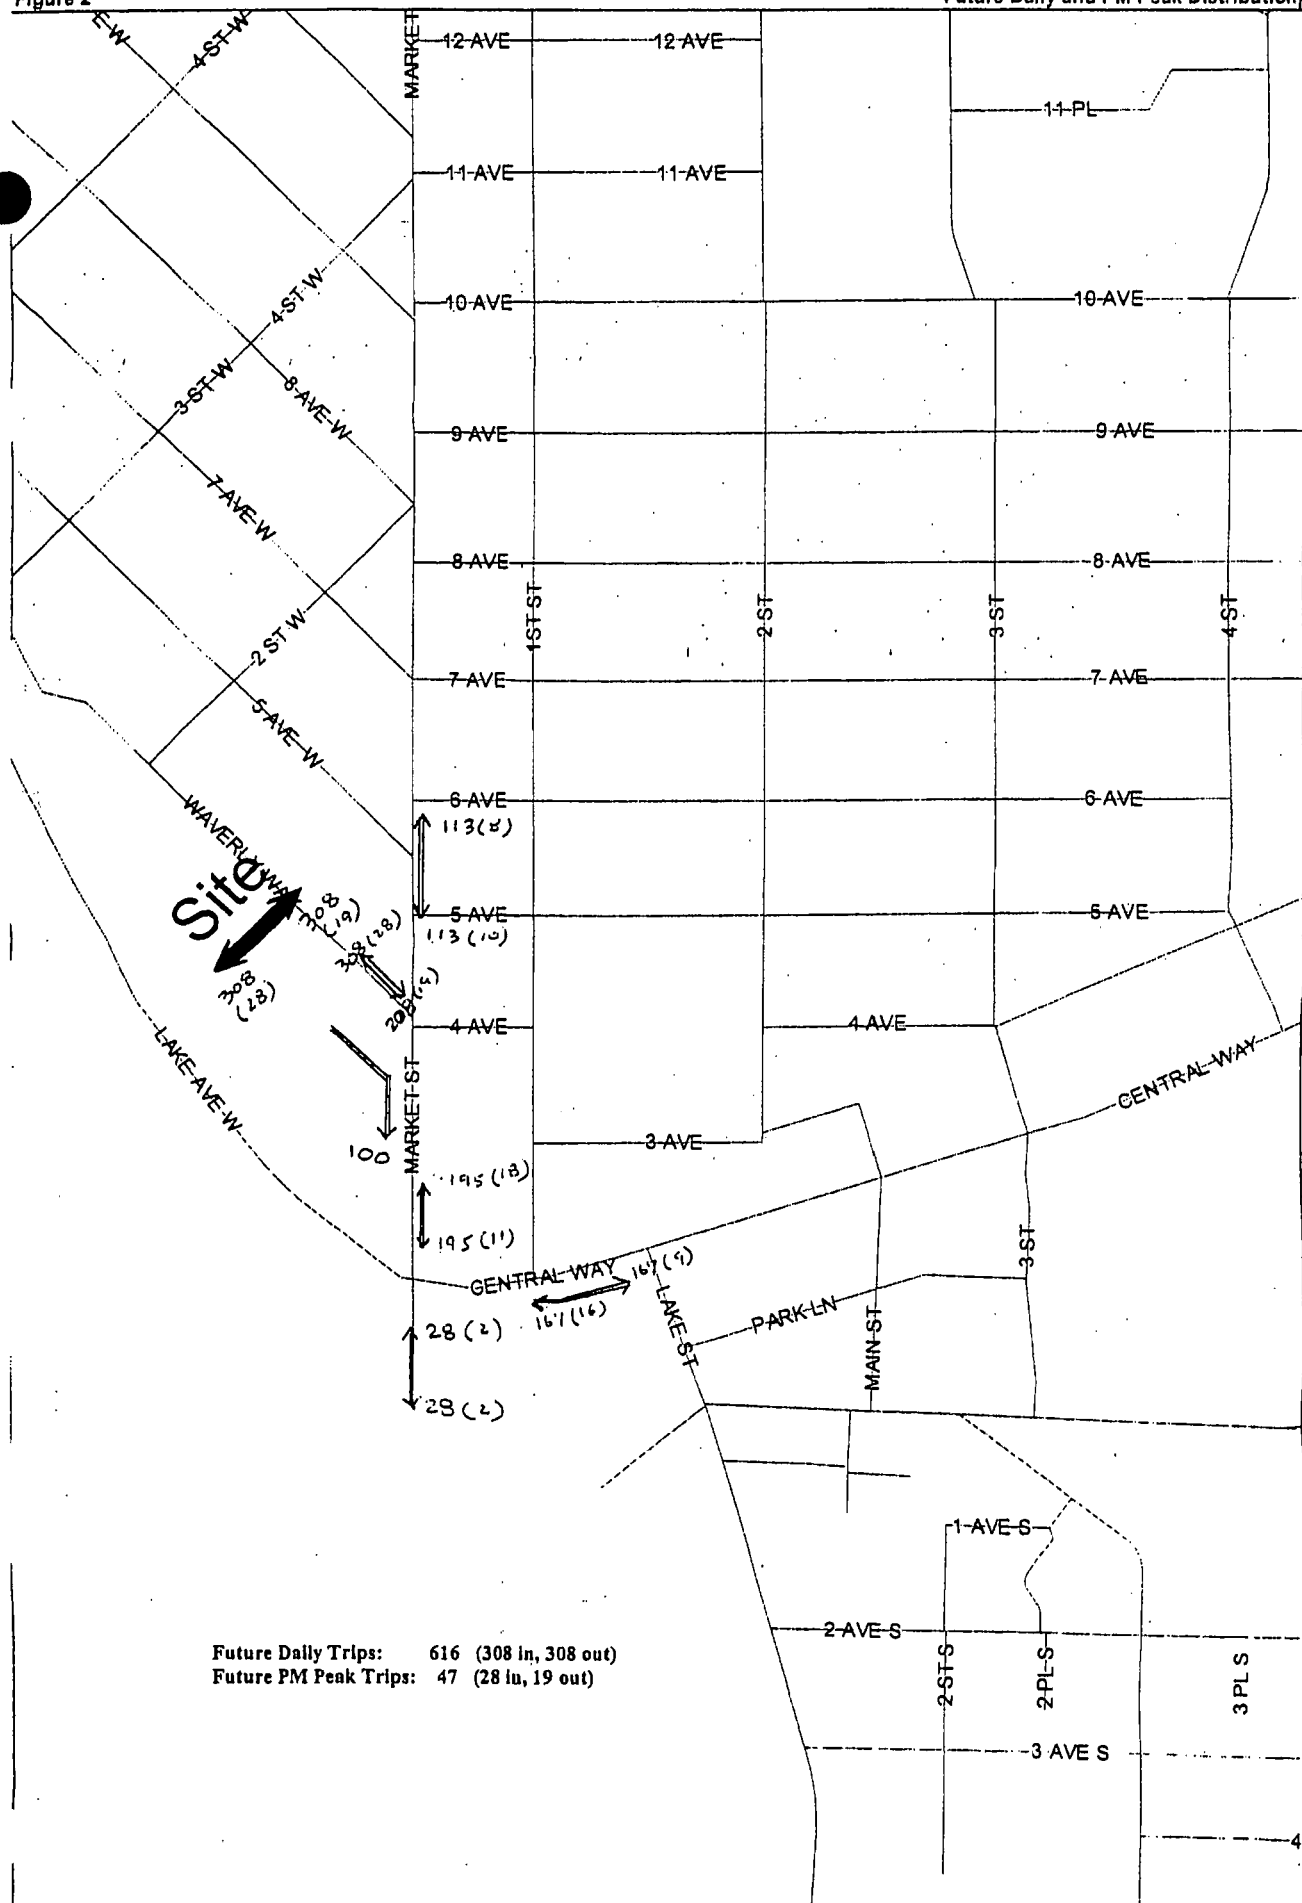 Figure 2
Future Daily and PM Peak Distribution
E W
4 ST W
MARKET
12 AVE
12 AVE
11 PL
11 AVE
11 AVE
4 ST W
10 AVE
10 AVE
3 ST W
8 AVE W
9 AVE
9 AVE
7 AVE W
8 AVE
8 AVE
1ST ST
2 ST
3 ST
4 ST
2 ST W
7 AVE
7 AVE
5 AVE W
6 AVE
6 AVE
WAVERLY WAY
113 (8)
Site
308
(19)
5 AVE
5 AVE
113 (10)
308 (28)
308
(28)
4 AVE
4 AVE
LAKE AVE W
MARKET ST
CENTRAL WAY
100
3 AVE
195 (18)
195 (11)
3 ST
CENTRAL WAY
167 (9)
167 (16)
LAKE ST
PARK LN
MAIN ST
28 (2)
28 (2)
1 AVE S
2 AVE S
2 ST S
2 PL S
3 PL S
Future Daily Trips: 616 (308 in, 308 out)
Future PM Peak Trips: 47 (28 in, 19 out)
3 AVE S
4